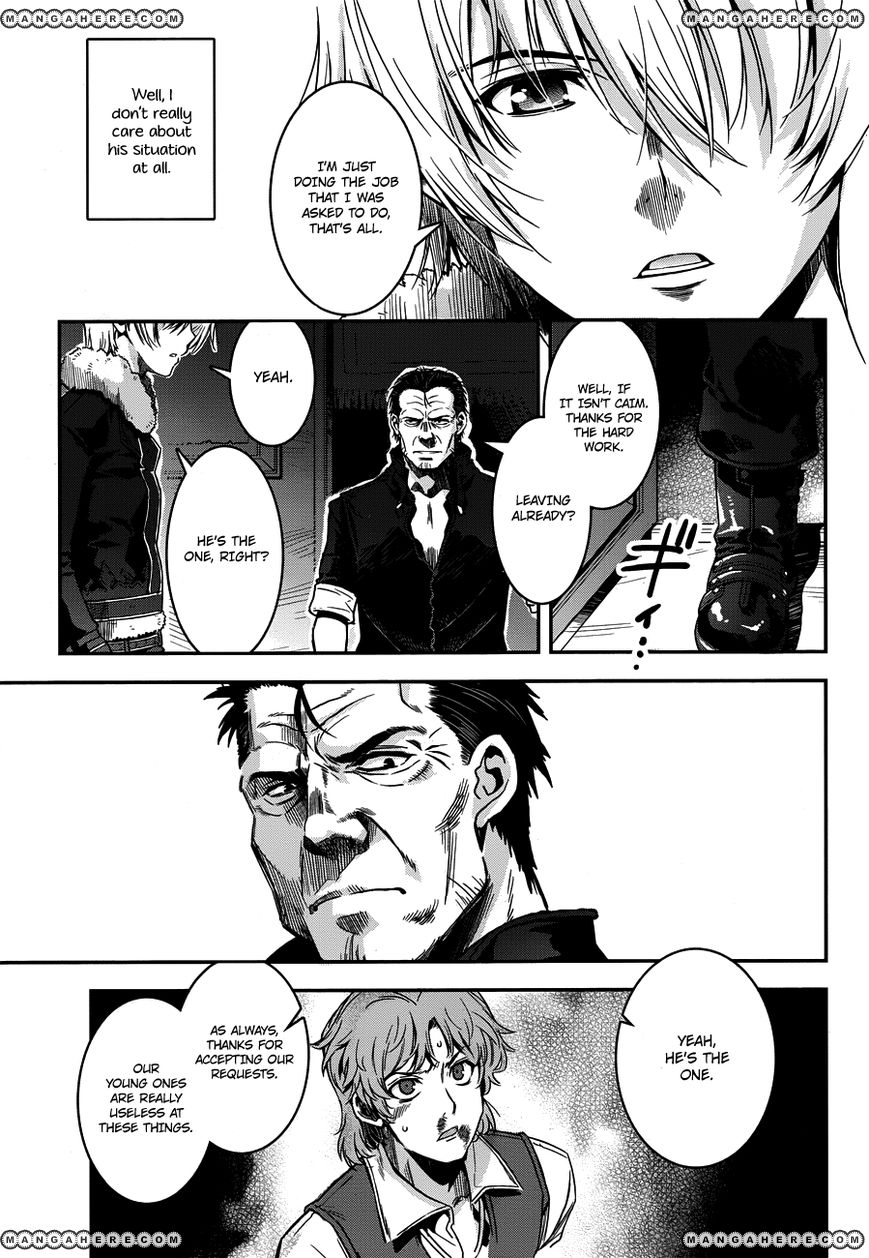 MANGAHERE.COM
MANGAHERE.COM
Well, I
don't really
care about
his situation
at all.
I'M JUST
DOING THE JOB
THAT I WAS
ASKED TO DO,
THAT'S ALL.
WELL, IF
IT ISN'T CAIM.
THANKS FOR
THE HARD
WORK.
LEAVING
ALREADY?
ギィ…
YEAH.
HE'S THE
ONE, RIGHT?
YEAH,
HE'S THE
ONE.
AS ALWAYS,
THANKS FOR
ACCEPTING OUR
REQUESTS.
OUR
YOUNG ONES
ARE REALLY
USELESS AT
THESE THINGS.
MANGAHERE.COM
MANGAHERE.COM